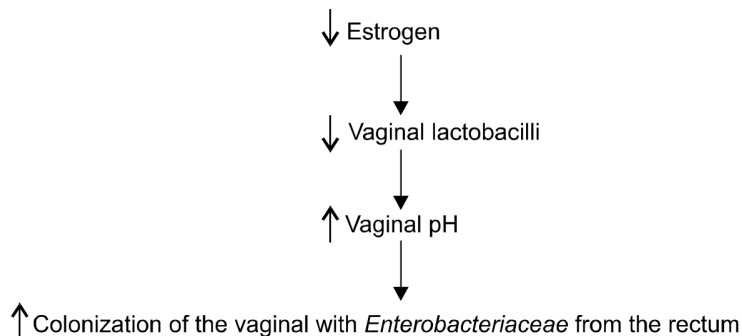 ↓ Estrogen
↓ Vaginal lactobacilli
↑ Vaginal pH
↑ Colonization of the vaginal with Enterobacteriaceae from the rectum